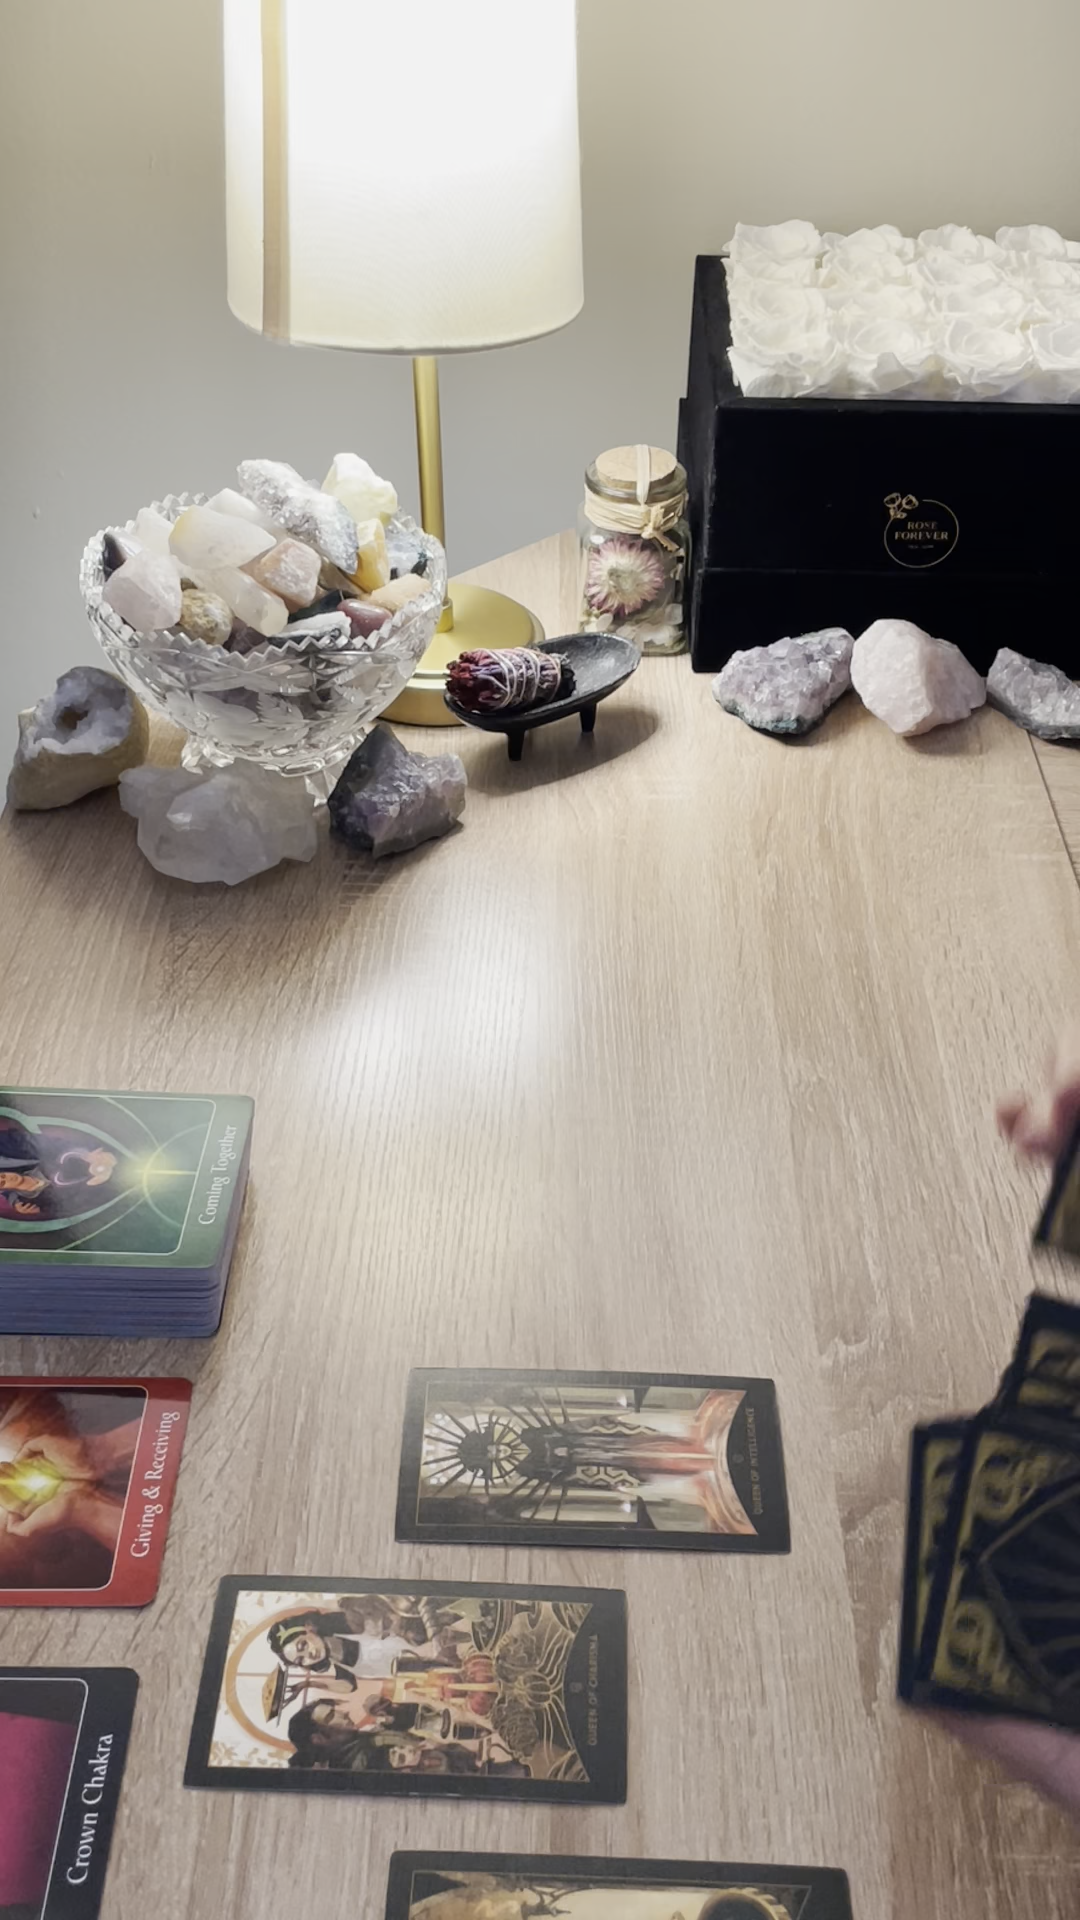 ROSE
FOREVER
Coming Together
Giving & Receiving
QUEEN OF INTELLIGENCE
QUEEN OF CHARISMA
Crown Chakra